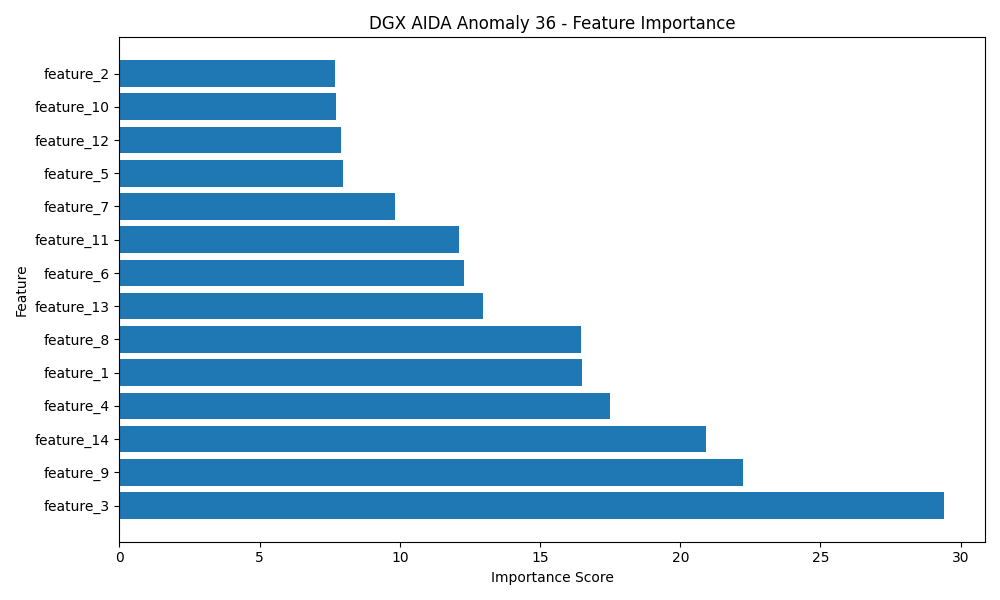 DGX AIDA Anomaly 36 - Feature Importance
feature_2
feature_10
feature_12
feature_5
feature_7
feature_11
feature_6
feature_13
feature_8
feature_1
feature_4
feature_14
feature_9
feature_3
Feature
0 5 10 15 20 25 30
Importance Score